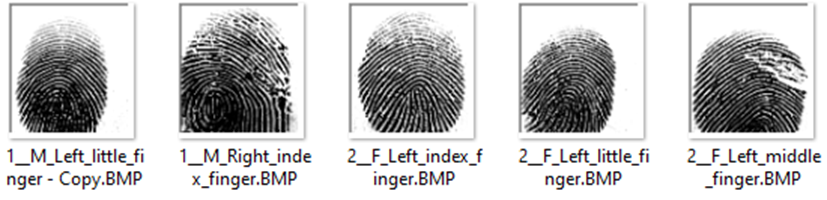 1__M_Left_little_fi
nger - Copy.BMP
1__M_Right_inde
x_finger.BMP
2__F_Left_index_f
inger.BMP
2__F_Left_little_fi
nger.BMP
2__F_Left_middle
_finger.BMP